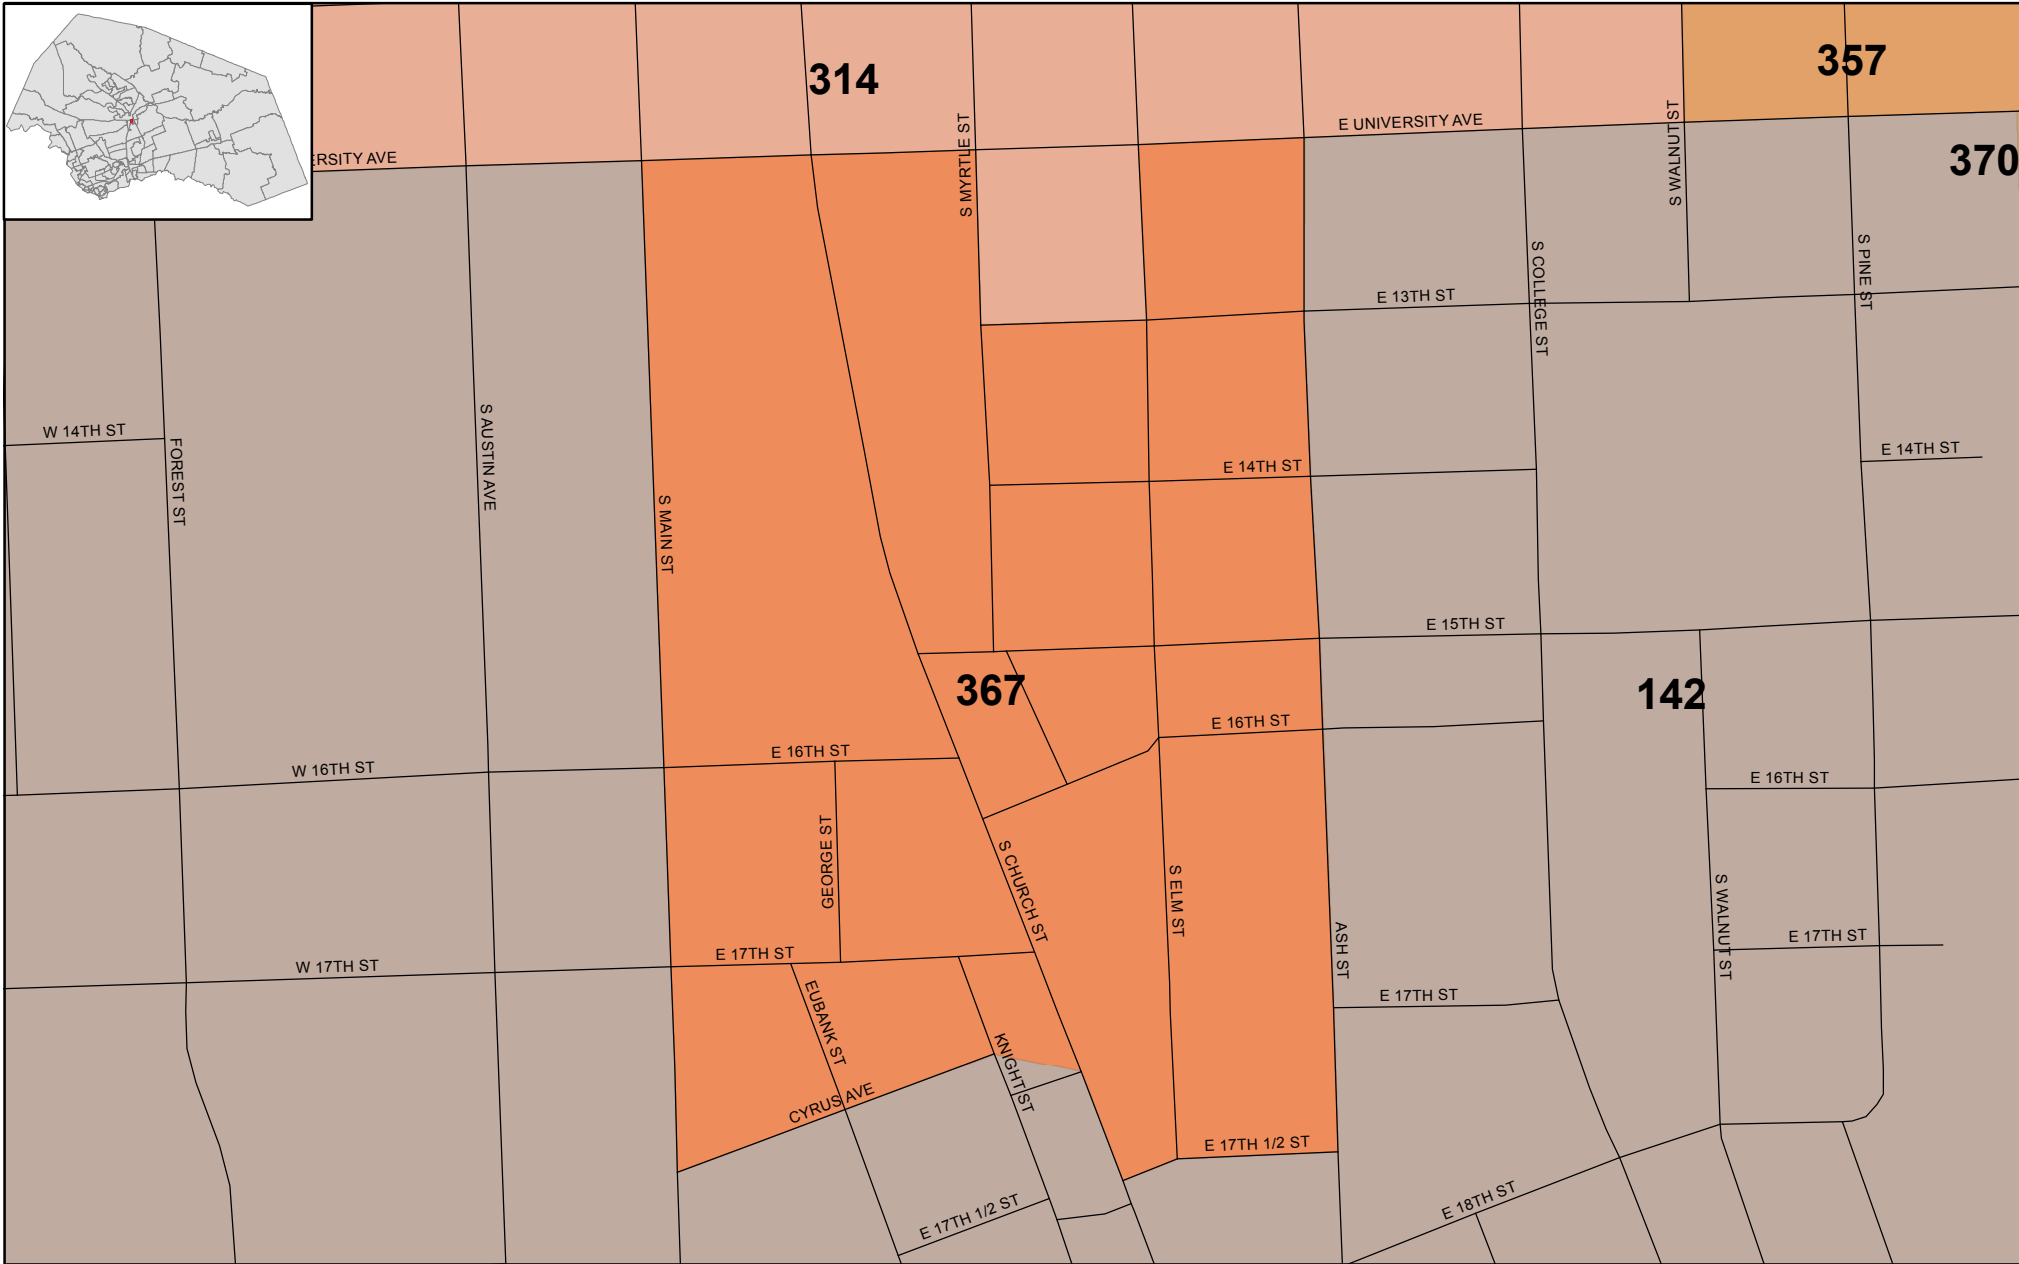 314
357
370
E UNIVERSITY AVE
ERSITY AVE
S MYRTLE ST
S WALNUT ST
S COLLEGE ST
S PINE ST
E 13TH ST
W 14TH ST
FOREST ST
S AUSTIN AVE
S MAIN ST
E 14TH ST
E 14TH ST
E 15TH ST
367
142
E 16TH ST
E 16TH ST
W 16TH ST
E 16TH ST
GEORGE ST
S CHURCH ST
S ELM ST
ASH ST
S WALNUT ST
E 17TH ST
E 17TH ST
W 17TH ST
E 17TH ST
EUBANK ST
KNIGHT ST
CYRUS AVE
E 17TH 1/2 ST
E 17TH 1/2 ST
E 18TH ST